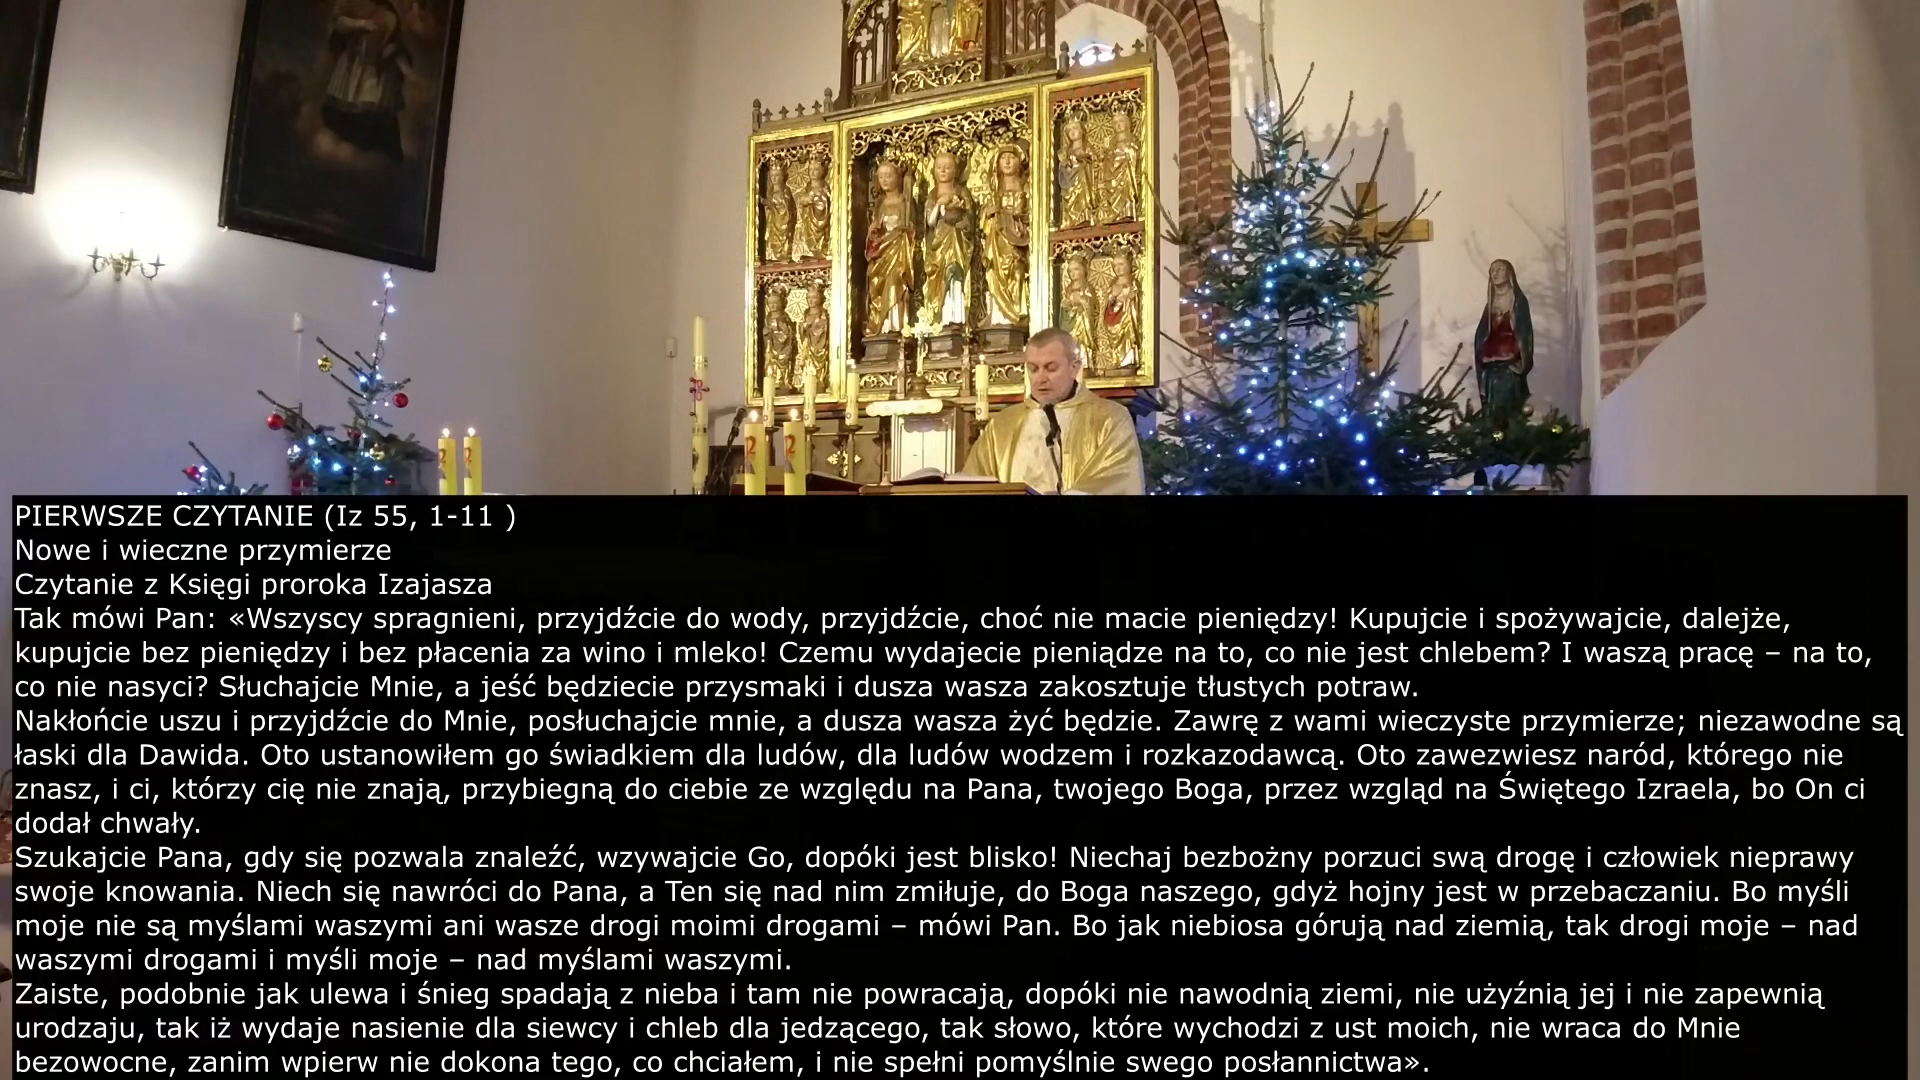 PIERWSZE CZYTANIE (Iz 55, 1-11 )
Nowe i wieczne przymierze
Czytanie z Księgi proroka Izajasza
Tak mówi Pan: «Wszyscy spragnieni, przyjdźcie do wody, przyjdźcie, choć nie macie pieniędzy! Kupujcie i spożywajcie, dalejże,
kupujcie bez pieniędzy i bez płacenia za wino i mleko! Czemu wydajecie pieniądze na to, co nie jest chlebem? I waszą pracę – na to,
co nie nasyci? Słuchajcie Mnie, a jeść będziecie przysmaki i dusza wasza zakosztuje tłustych potraw.
Nakłońcie uszu i przyjdźcie do Mnie, posłuchajcie mnie, a dusza wasza żyć będzie. Zawrę z wami wieczyste przymierze; niezawodne są
łaski dla Dawida. Oto ustanowiłem go świadkiem dla ludów, dla ludów wodzem i rozkazodawcą. Oto zawezwiesz naród, którego nie
znasz, i ci, którzy cię nie znają, przybiegną do ciebie ze względu na Pana, twojego Boga, przez wzgląd na Świętego Izraela, bo On ci
dodał chwały.
Szukajcie Pana, gdy się pozwala znaleźć, wzywajcie Go, dopóki jest blisko! Niechaj bezbożny porzuci swą drogę i człowiek nieprawy
swoje knowania. Niech się nawróci do Pana, a Ten się nad nim zmiłuje, do Boga naszego, gdyż hojny jest w przebaczaniu. Bo myśli
moje nie są myślami waszymi ani wasze drogi moimi drogami – mówi Pan. Bo jak niebiosa górują nad ziemią, tak drogi moje – nad
waszymi drogami i myśli moje – nad myślami waszymi.
Zaiste, podobnie jak ulewa i śnieg spadają z nieba i tam nie powracają, dopóki nie nawodnią ziemi, nie użyźnią jej i nie zapewnią
urodzaju, tak iż wydaje nasienie dla siewcy i chleb dla jedzącego, tak słowo, które wychodzi z ust moich, nie wraca do Mnie
bezowocne, zanim wpierw nie dokona tego, co chciałem, i nie spełni pomyślnie swego posłannictwa».